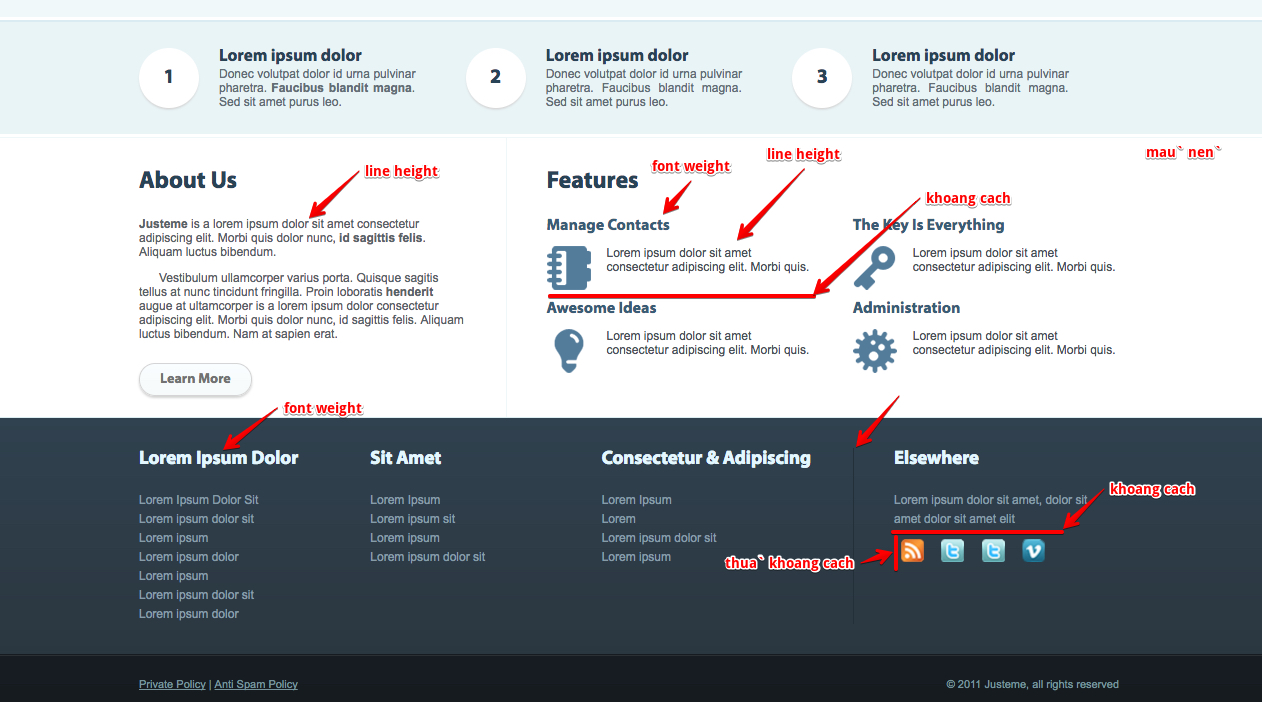 Lorem ipsum dolor
Lorem ipsum dolor
Lorem ipsum dolor
1
Donec volutpat dolor id urna pulvinar
pharetra. Faucibus blandit magna.
Sed sit amet purus leo.
2
Donec volutpat dolor id urna pulvinar
pharetra. Faucibus blandit magna.
Sed sit amet purus leo.
3
Donec volutpat dolor id urna pulvinar
pharetra. Faucibus blandit magna.
Sed sit amet purus leo.
mau` nen`
About Us
line height
Justeme is a lorem ipsum dolor sit amet consectetur
adipiscing elit. Morbi quis dolor nunc, id sagittis felis.
Aliquam luctus bibendum.
Vestibulum ullamcorper varius porta. Quisque sagitis
tellus at nunc tincidunt fringilla. Proin loboratis henderit
augue at ultamcorper is a lorem ipsum dolor consectetur
adipiscing elit. Morbi quis dolor nunc, id sagittis felis. Aliquam
luctus bibendum. Nam at sapien erat.
Learn More
Features
font weight
line height
khoang cach
Manage Contacts
Lorem ipsum dolor sit amet
consectetur adipiscing elit. Morbi quis.
The Key Is Everything
Lorem ipsum dolor sit amet
consectetur adipiscing elit. Morbi quis.
Awesome Ideas
Lorem ipsum dolor sit amet
consectetur adipiscing elit. Morbi quis.
Administration
Lorem ipsum dolor sit amet
consectetur adipiscing elit. Morbi quis.
font weight
Lorem Ipsum Dolor
Lorem Ipsum Dolor Sit
Lorem ipsum dolor sit
Lorem ipsum
Lorem ipsum dolor
Lorem ipsum
Lorem ipsum dolor sit
Lorem ipsum dolor
Sit Amet
Lorem Ipsum
Lorem ipsum sit
Lorem ipsum
Lorem ipsum dolor sit
Consectetur & Adipiscing
Lorem Ipsum
Lorem
Lorem ipsum dolor sit
Lorem ipsum
Elsewhere
khoang cach
Lorem ipsum dolor sit amet, dolor sit
amet dolor sit amet elit
thua` khoang cach
Private Policy | Anti Spam Policy
© 2011 Justeme, all rights reserved